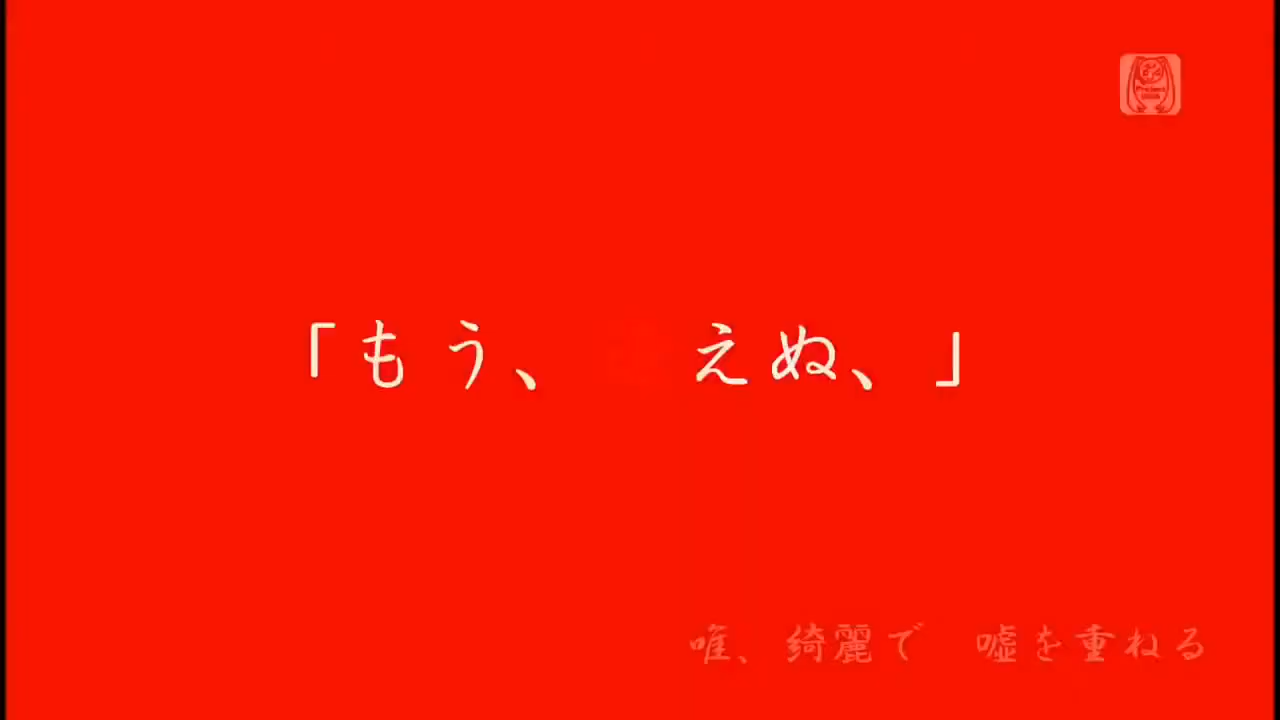 「もう、 えぬ、」
唯、綺麗で 嘘を重ねる